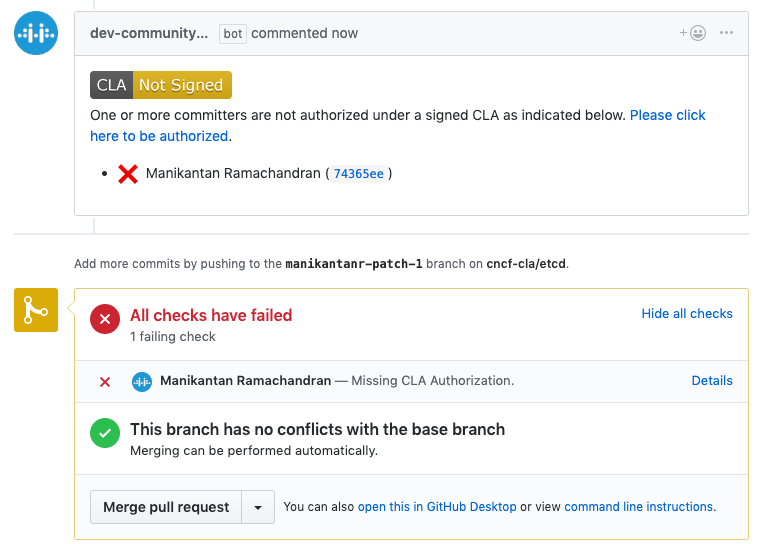 dev-community... bot commented now
CLA Not Signed
One or more committers are not authorized under a signed CLA as indicated below. Please click
here to be authorized.
• Manikantan Ramachandran ( 74365ee )
Add more commits by pushing to the manikantanr-patch-1 branch on cncf-cla/etcd.
All checks have failed
Hide all checks
1 failing check
Manikantan Ramachandran — Missing CLA Authorization.
Details
This branch has no conflicts with the base branch
Merging can be performed automatically.
Merge pull request
You can also open this in GitHub Desktop or view command line instructions.